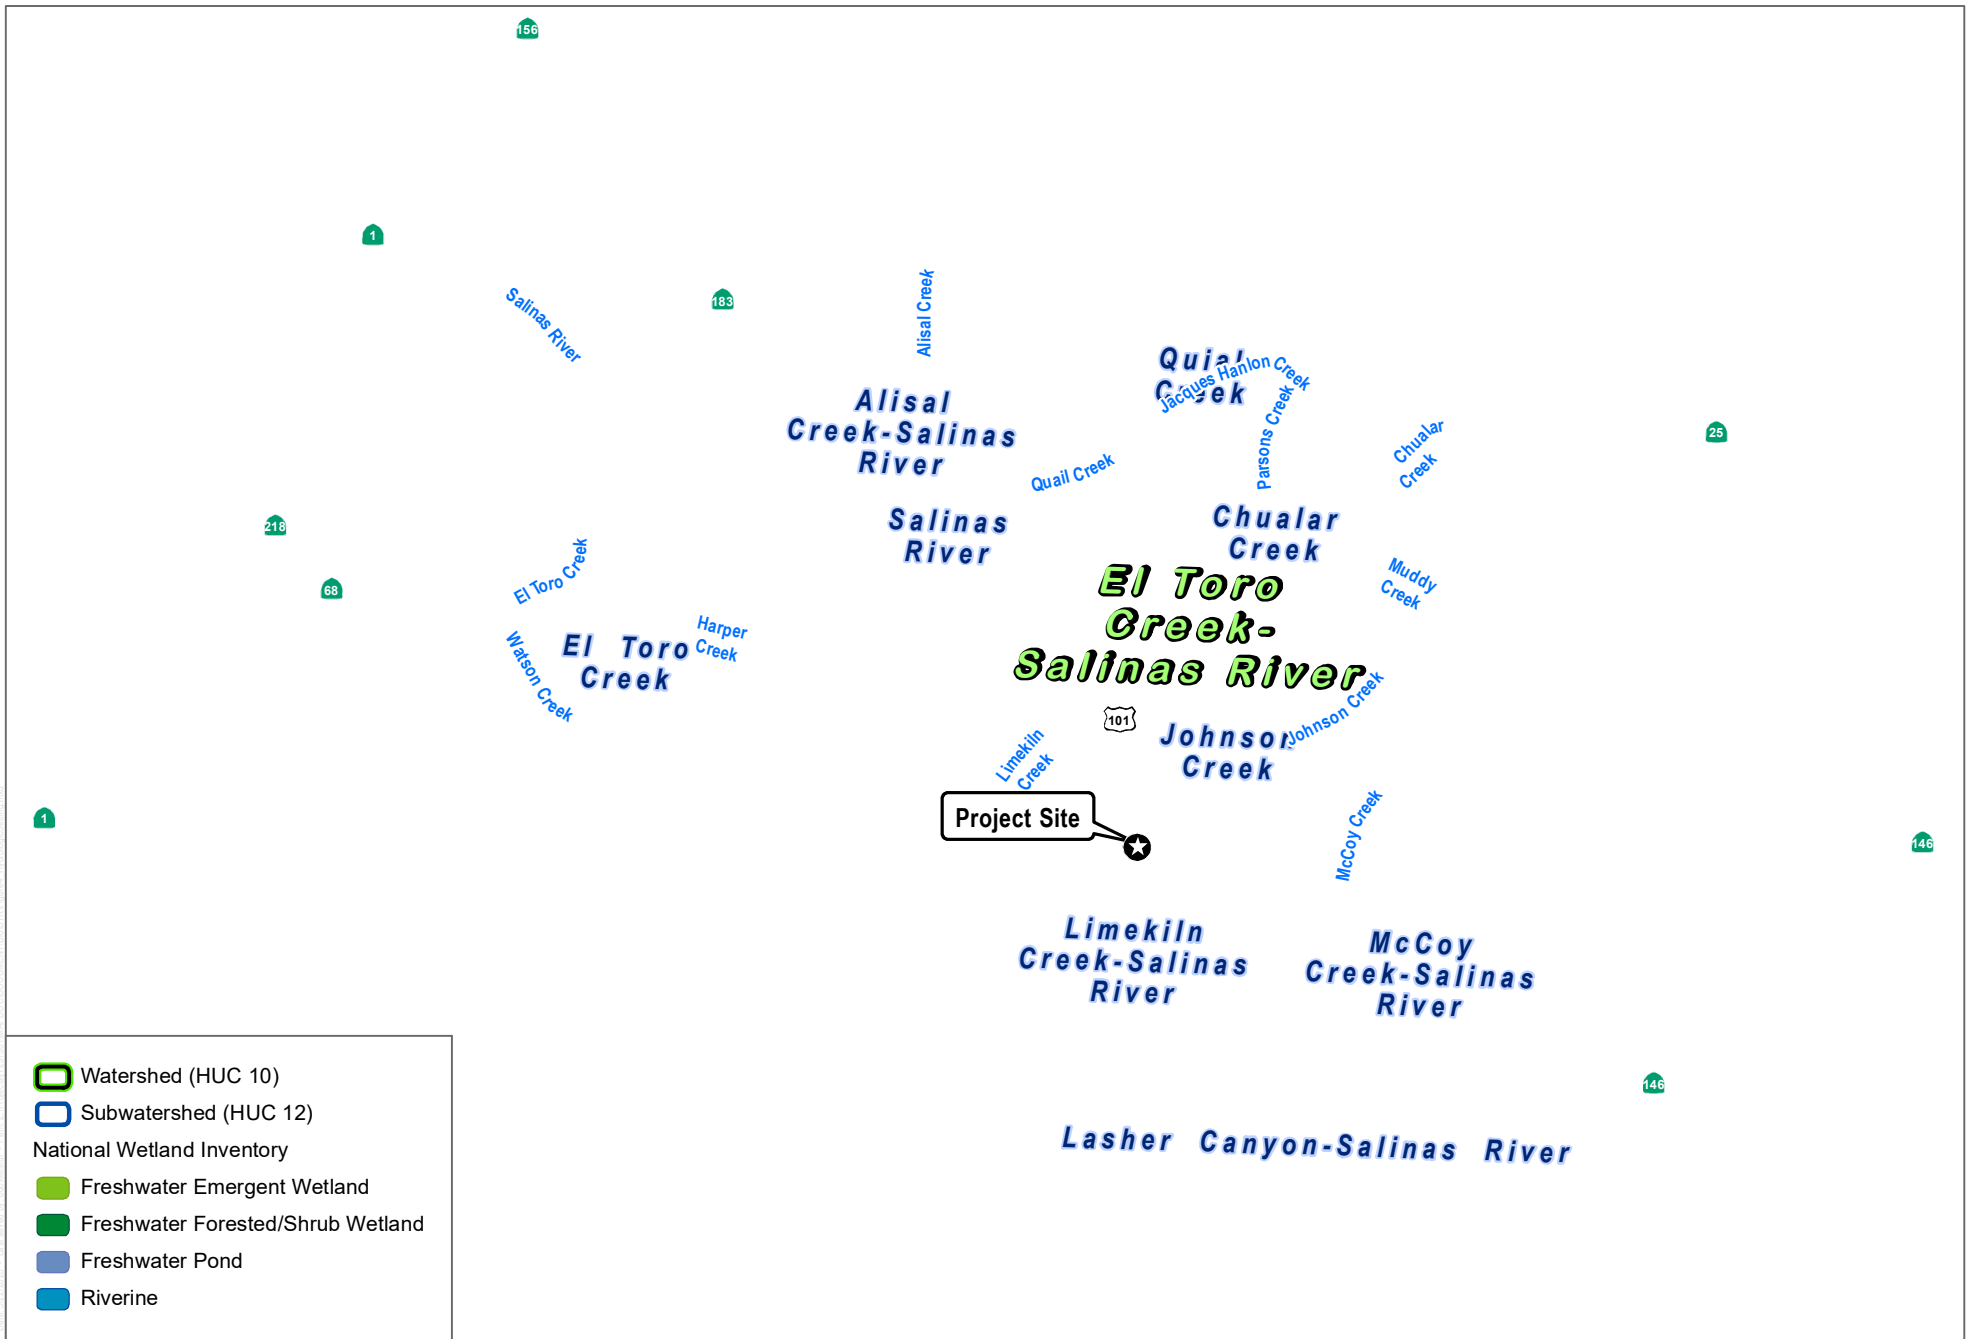 156
1
Salinas River
183
Alisal Creek
Quial
Creek
Jacques Hanlon Creek
Parsons Creek
Alisal
Creek-Salinas
River
Chualar
Creek
25
Quail Creek
218
Salinas
River
Chualar
Creek
68
El Toro Creek
El Toro
Creek-
Salinas River
Muddy
Creek
Harper
Creek
El Toro
Creek
Watson Creek
101
Johnson Creek
Johnson
Creek
Limekiln
Creek
Project Site
McCoy Creek
1
146
Limekiln
Creek-Salinas
River
McCoy
Creek-Salinas
River
146
Lasher Canyon-Salinas River
Watershed (HUC 10)
Subwatershed (HUC 12)
National Wetland Inventory
Freshwater Emergent Wetland
Freshwater Forested/Shrub Wetland
Freshwater Pond
Riverine